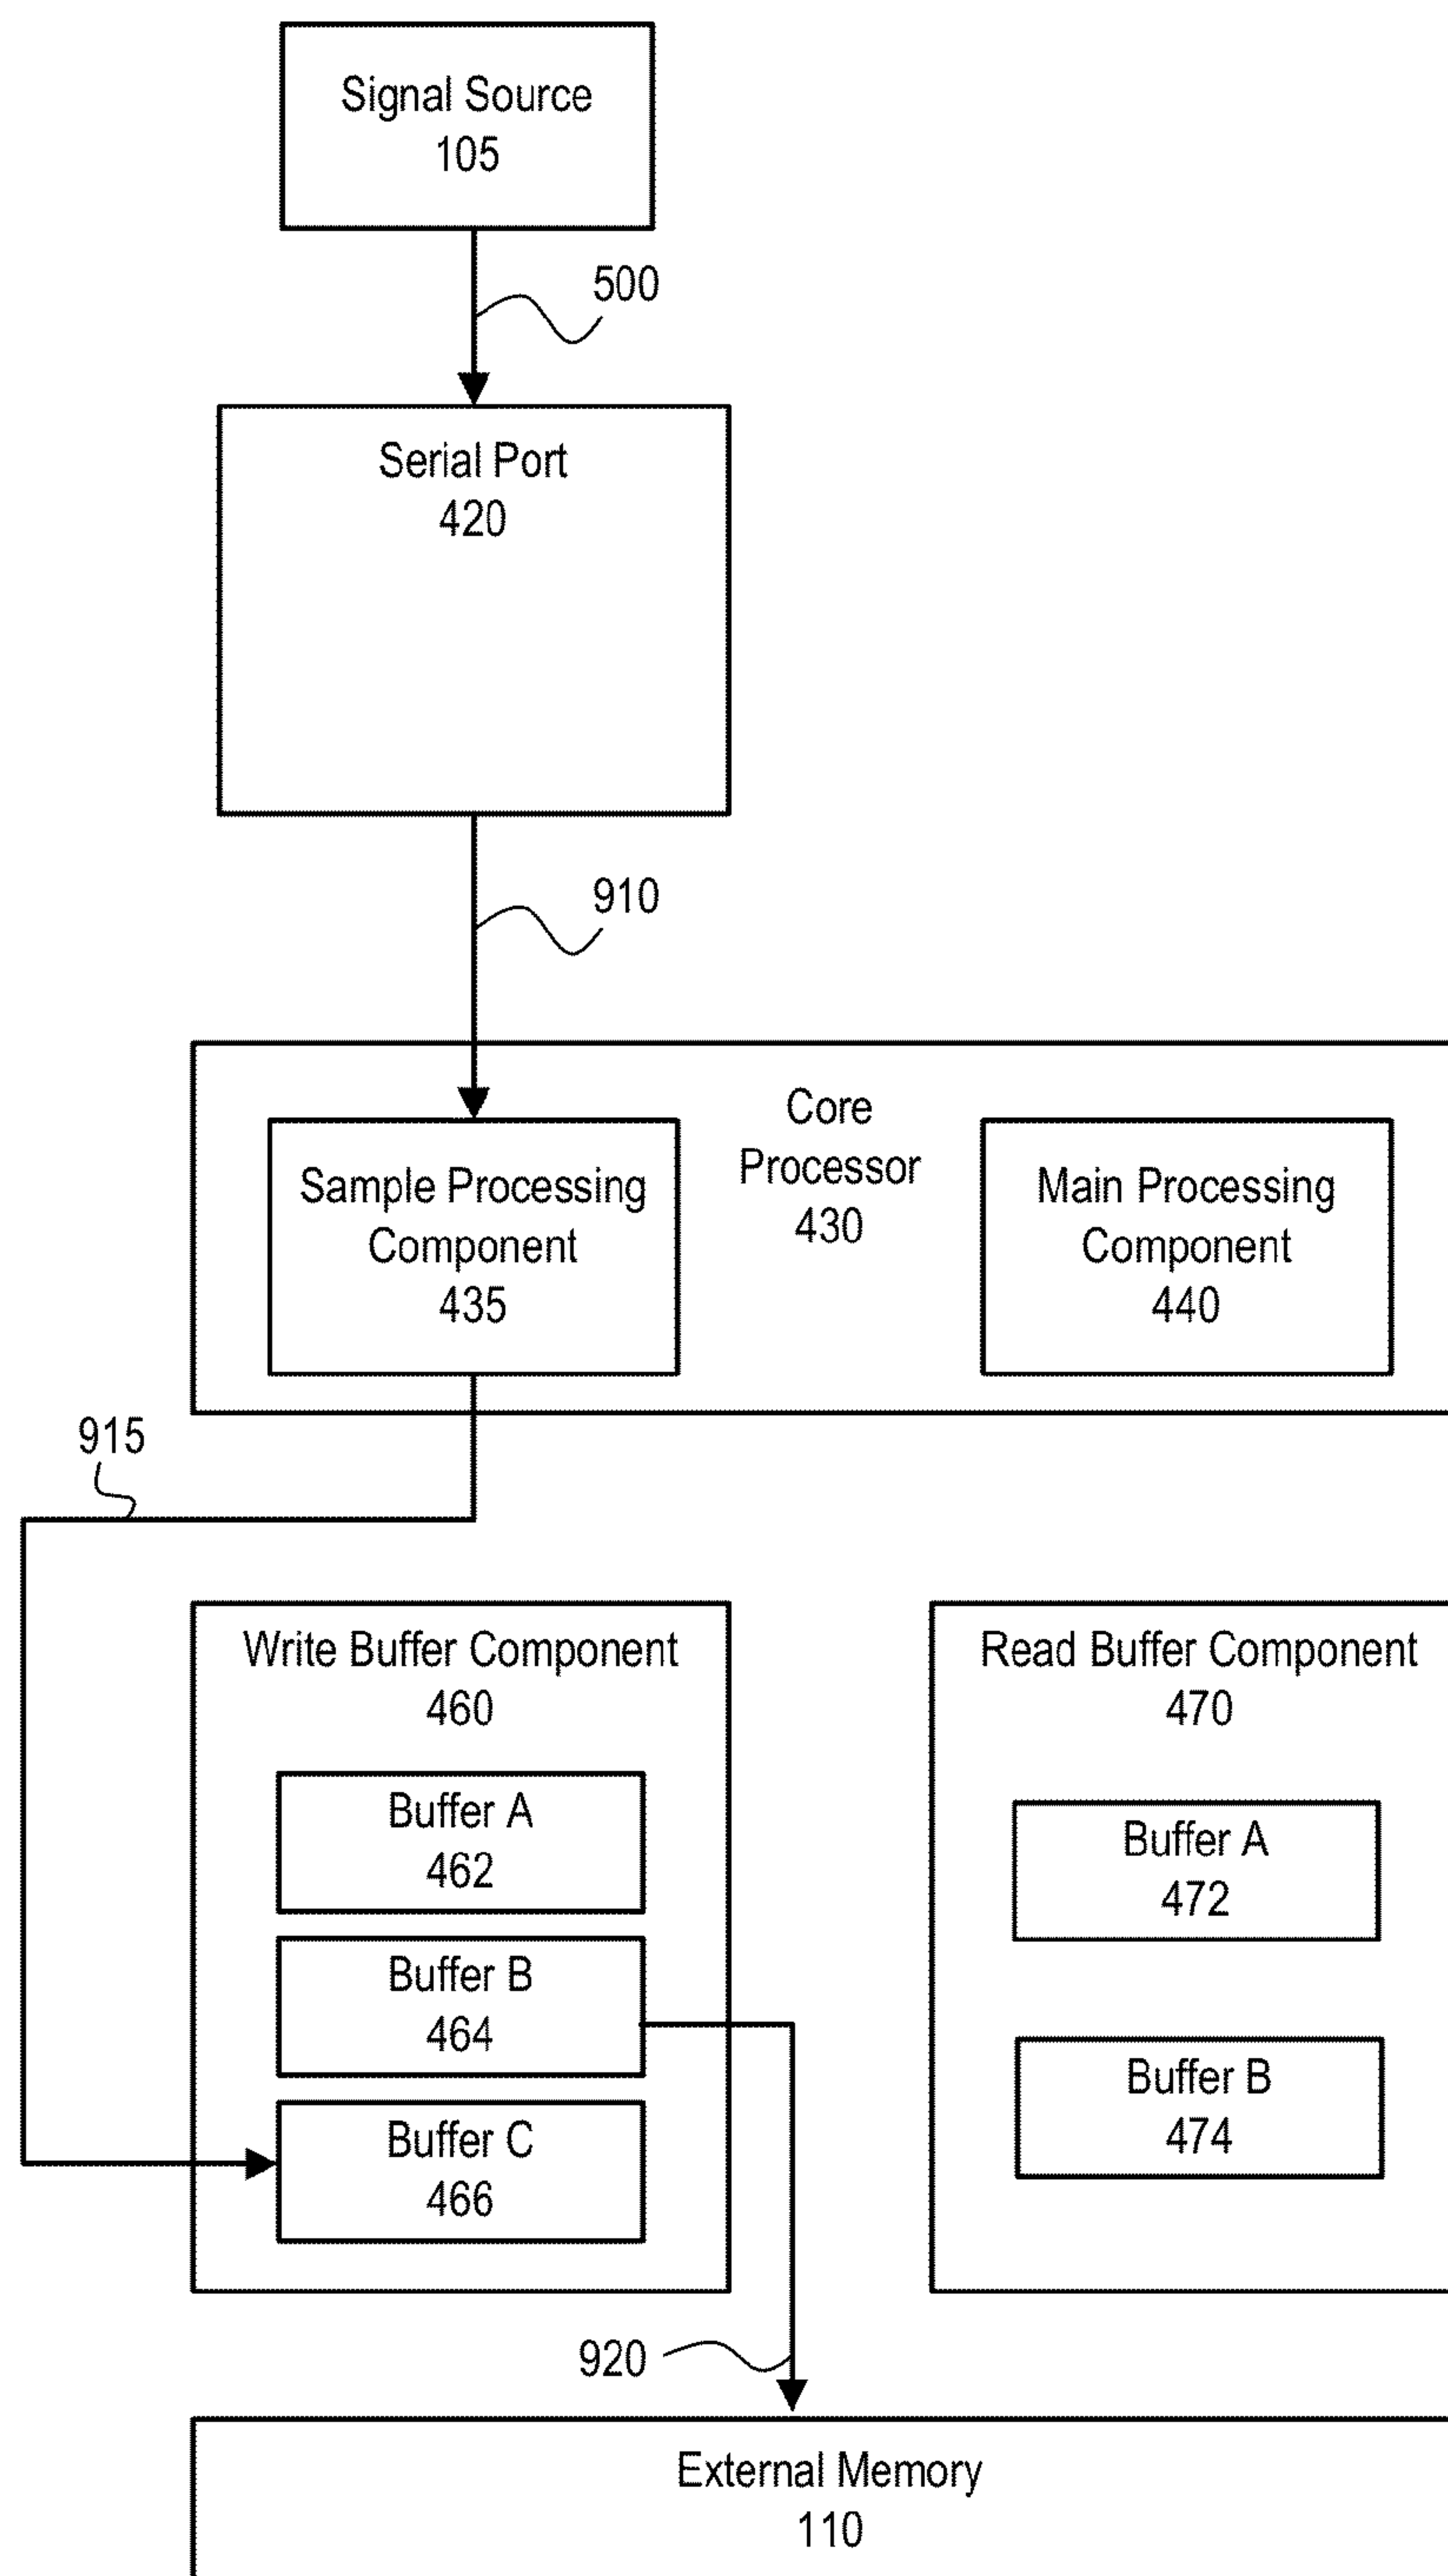 Signal Source
105
500
Serial Port
420
910
Core
Processor
430
Sample Processing
Component
435
Main Processing
Component
440
915
Write Buffer Component
460
Buffer A
462
Buffer B
464
Buffer C
466
Read Buffer Component
470
Buffer A
472
Buffer B
474
920
External Memory
110